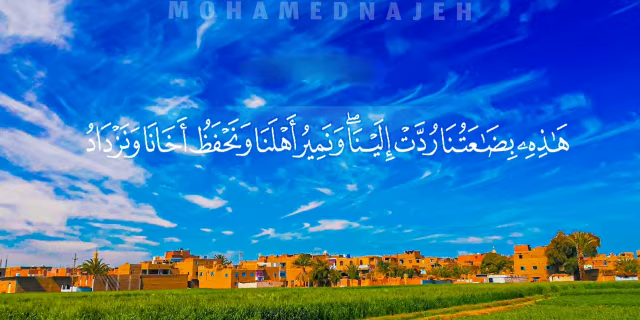 MOHAMEDNAJEH
هَـٰذِهِۦ بِضَـٰعَتُنَا رُدَّتْ إِلَيْنَاۖ وَنَمِيرُ أَهْلَنَا وَنَحْفَظُ أَخَانَا وَنَزْدَادُ